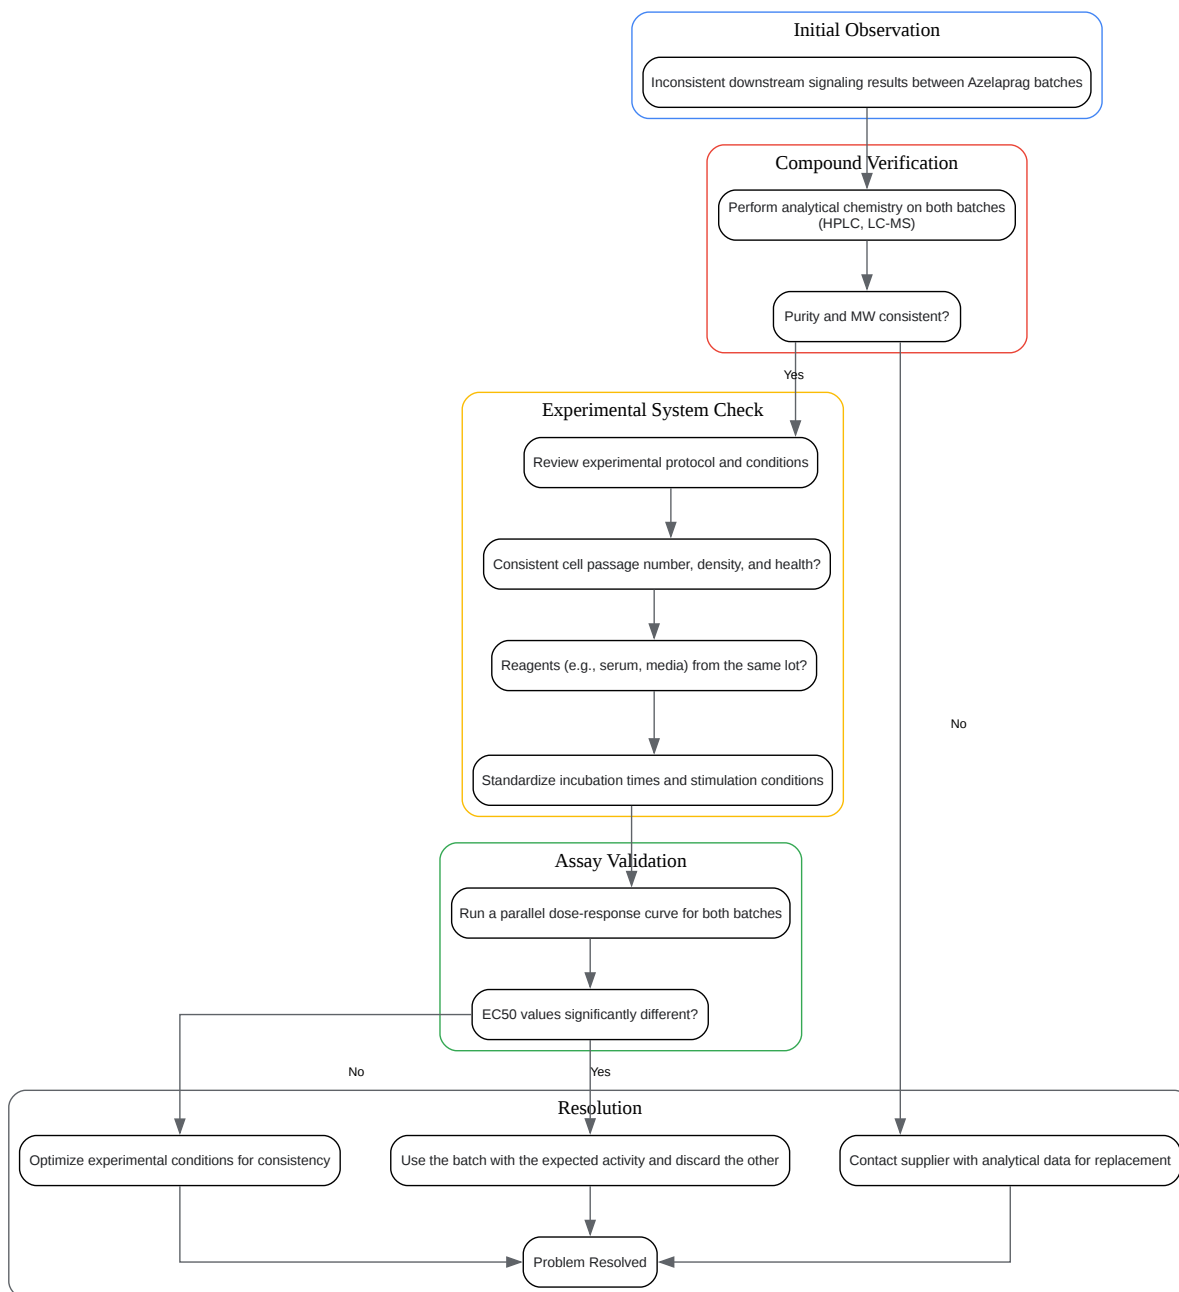 Initial Observation
Inconsistent downstream signaling results between Azelaprag batches
Compound Verification
Perform analytical chemistry on both batches
(HPLC, LC-MS)
Purity and MW consistent?
Yes
Experimental System Check
Review experimental protocol and conditions
Consistent cell passage number, density, and health?
Reagents (e.g., serum, media) from the same lot?
No
Standardize incubation times and stimulation conditions
Assay Validation
Run a parallel dose-response curve for both batches
EC50 values significantly different?
No
Yes
Resolution
Optimize experimental conditions for consistency
Use the batch with the expected activity and discard the other
Contact supplier with analytical data for replacement
Problem Resolved